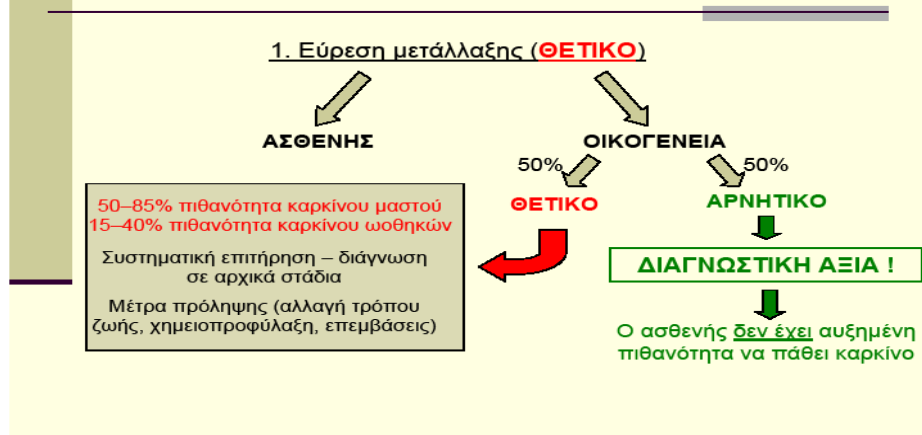 1. Εύρεση μετάλλαξης (ΘΕΤΙΚΟ)
ΑΣΘΕΝΗΣ
ΟΙΚΟΓΕΝΕΙΑ
50%
50%
ΘΕΤΙΚΟ
ΑΡΝΗΤΙΚΟ
50–85% πιθανότητα καρκίνου μαστού
15–40% πιθανότητα καρκίνου ωοθηκών
Συστηματική επιτήρηση – διάγνωση
σε αρχικά στάδια
Μέτρα πρόληψης (αλλαγή τρόπου
ζωής, χημειοπροφύλαξη, επεμβάσεις)
ΔΙΑΓΝΩΣΤΙΚΗ ΑΞΙΑ !
Ο ασθενής δεν έχει αυξημένη
πιθανότητα να πάθει καρκίνο